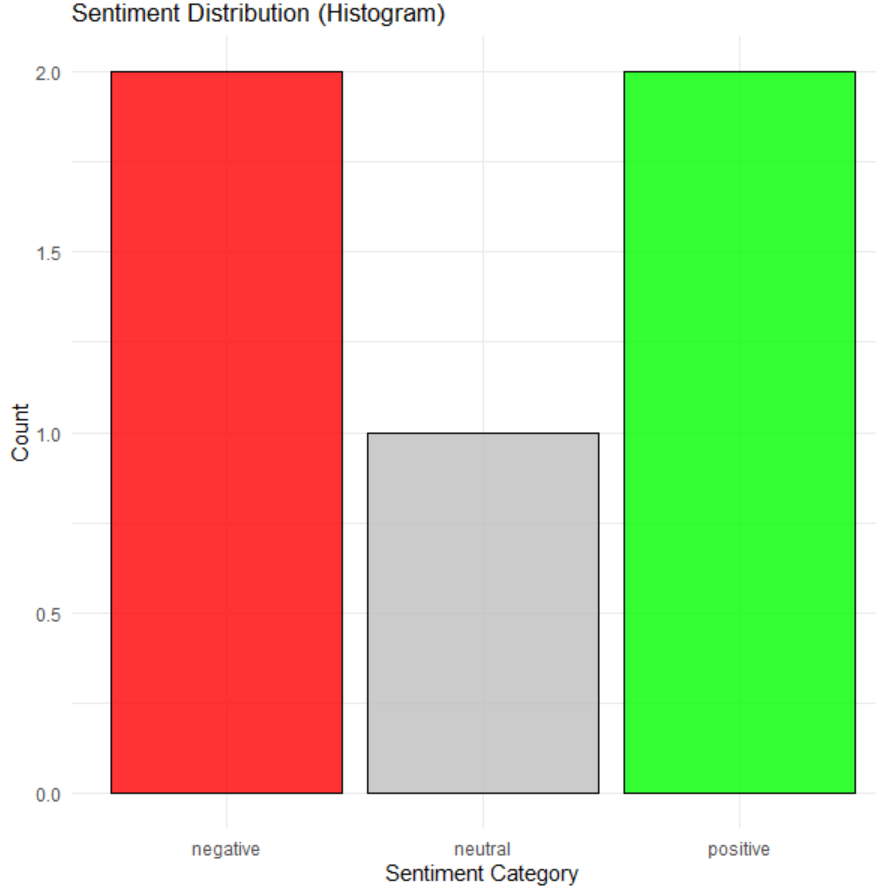 Sentiment Distribution (Histogram)
Count
2.0
1.5
1.0
0.5
0.0
negative neutral positive
Sentiment Category